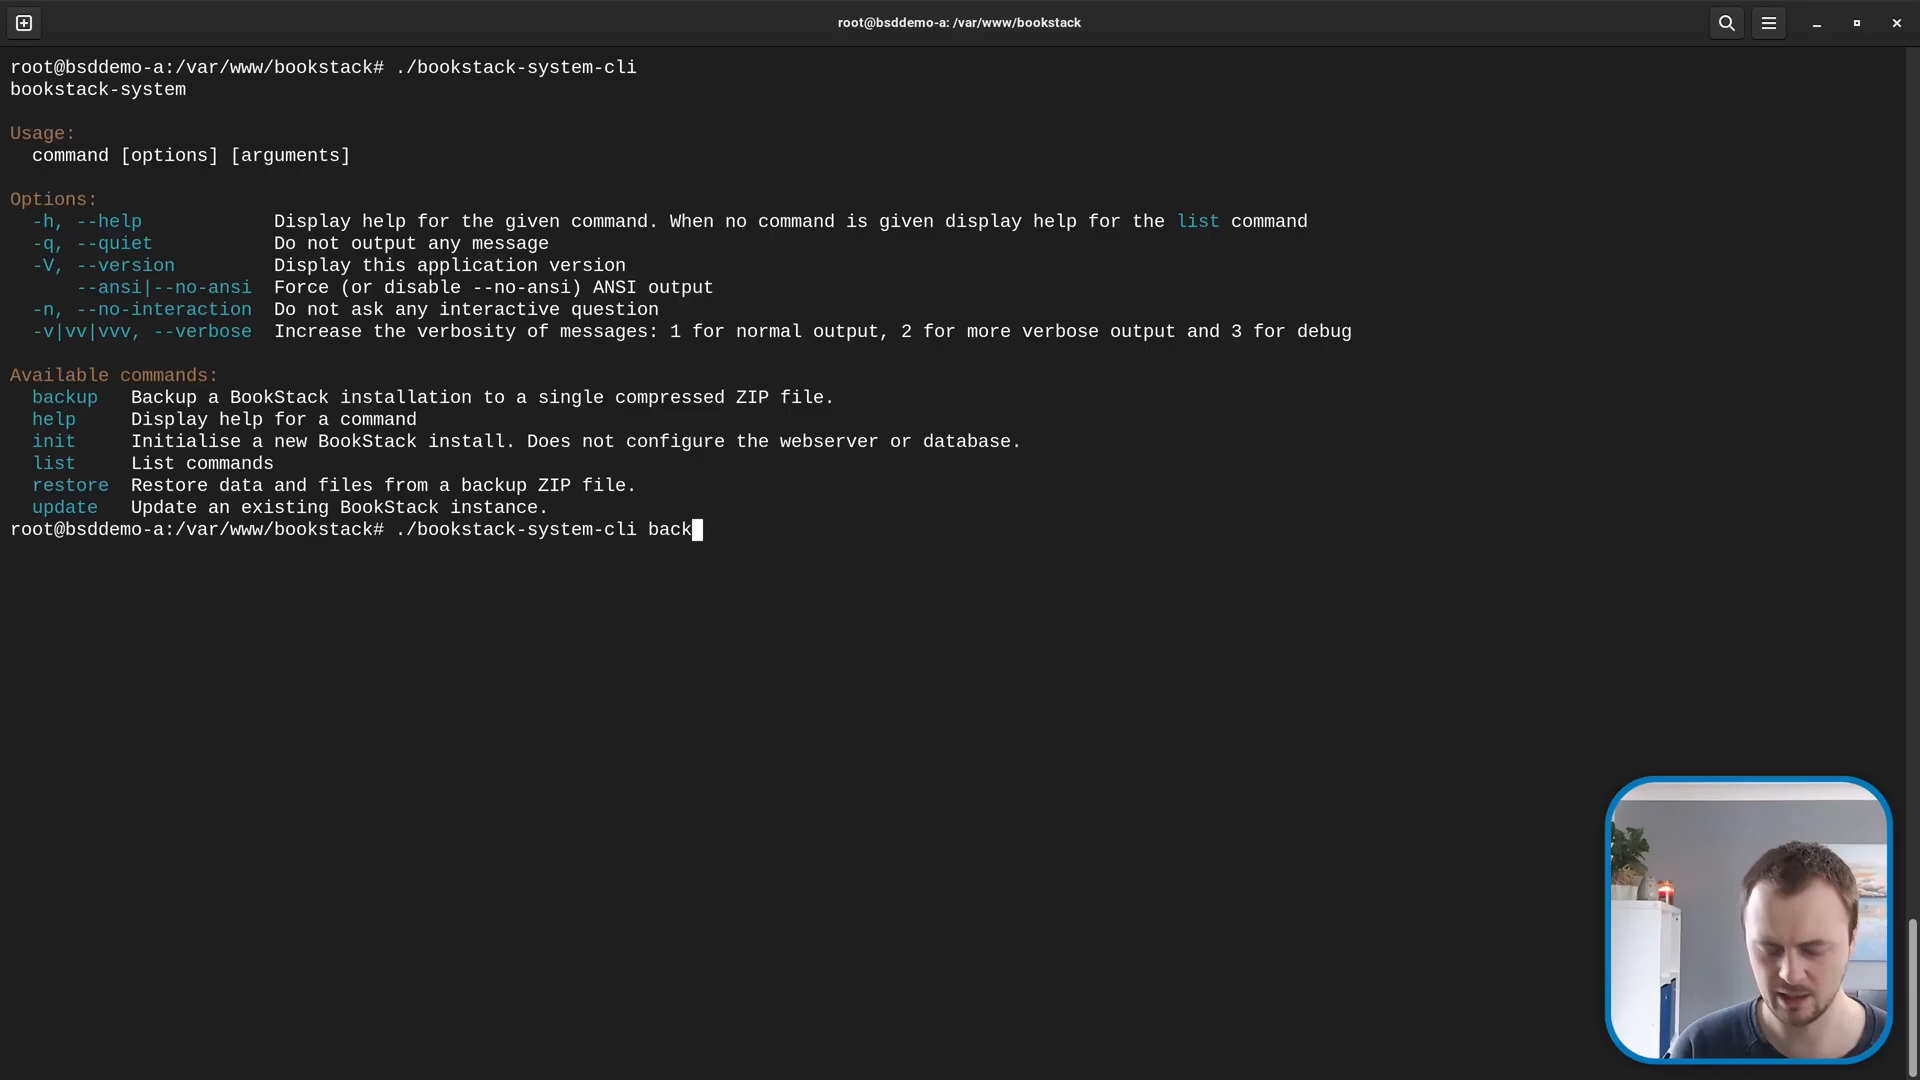 root@bsddemo-a: /var/www/bookstack
root@bsddemo-a:/var/www/bookstack# ./bookstack-system-cli
bookstack-system
Usage:
command [options] [arguments]
Options:
-h, --help Display help for the given command. When no command is given display help for the list command
-q, --quiet Do not output any message
-V, --version Display this application version
--ansi|--no-ansi Force (or disable --no-ansi) ANSI output
-n, --no-interaction Do not ask any interactive question
-v|vv|vvv, --verbose Increase the verbosity of messages: 1 for normal output, 2 for more verbose output and 3 for debug
Available commands:
backup Backup a BookStack installation to a single compressed ZIP file.
help Display help for a command
init Initialise a new BookStack install. Does not configure the webserver or database.
list List commands
restore Restore data and files from a backup ZIP file.
update Update an existing BookStack instance.
root@bsddemo-a:/var/www/bookstack# ./bookstack-system-cli back